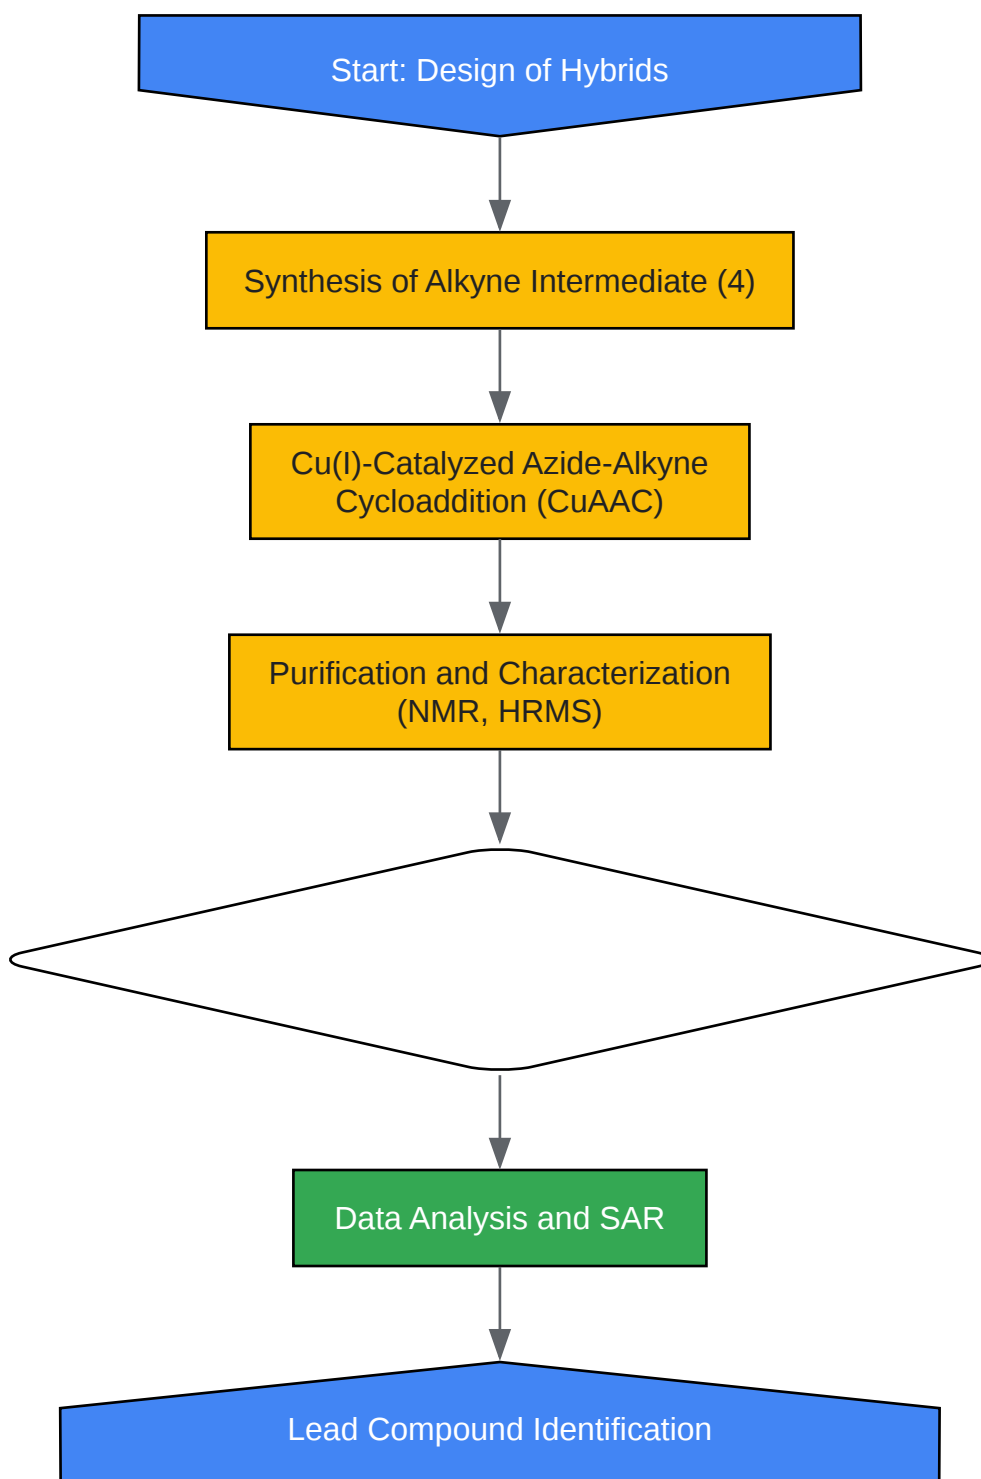 Start: Design of Hybrids
Synthesis of Alkyne Intermediate (4)
Cu(I)-Catalyzed Azide-Alkyne
Cycloaddition (CuAAC)
Purification and Characterization
(NMR, HRMS)
Data Analysis and SAR
Lead Compound Identification